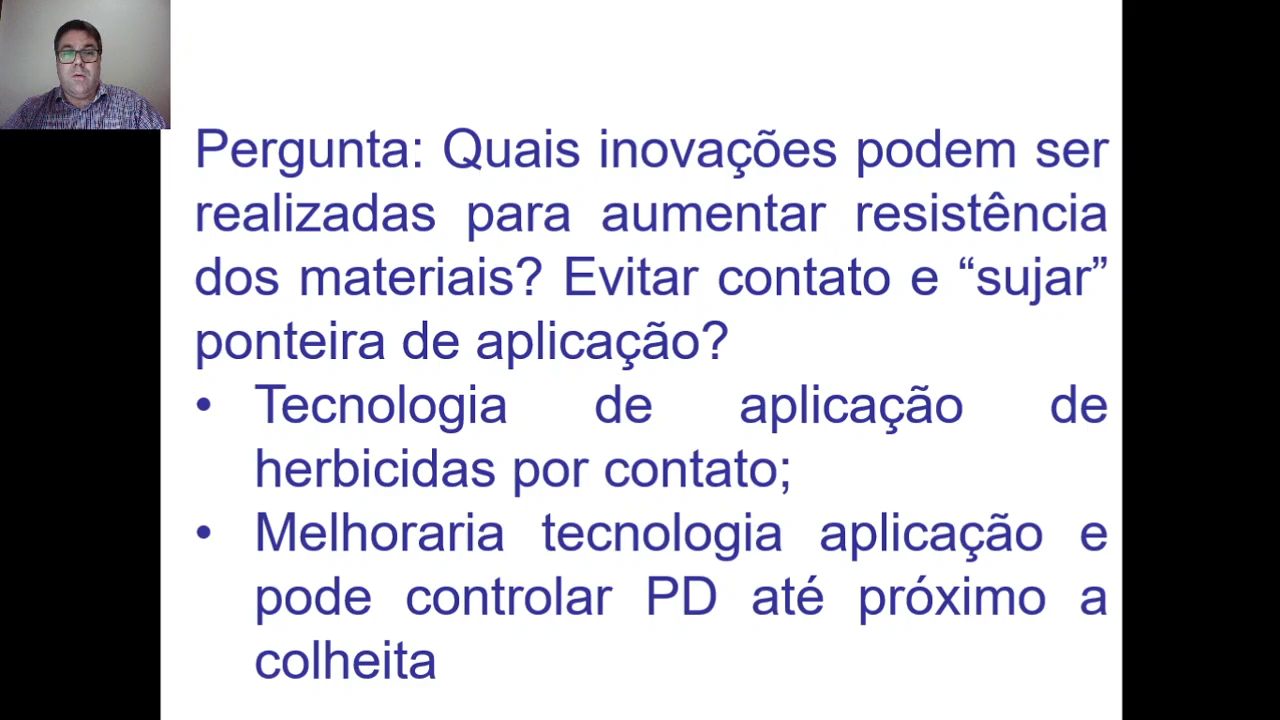 Pergunta: Quais inovações podem ser
realizadas para aumentar resistência
dos materiais? Evitar contato e “sujar”
ponteira de aplicação?
• Tecnologia de aplicação de
herbicidas por contato;
• Melhoraria tecnologia aplicação e
pode controlar PD até próximo a
colheita